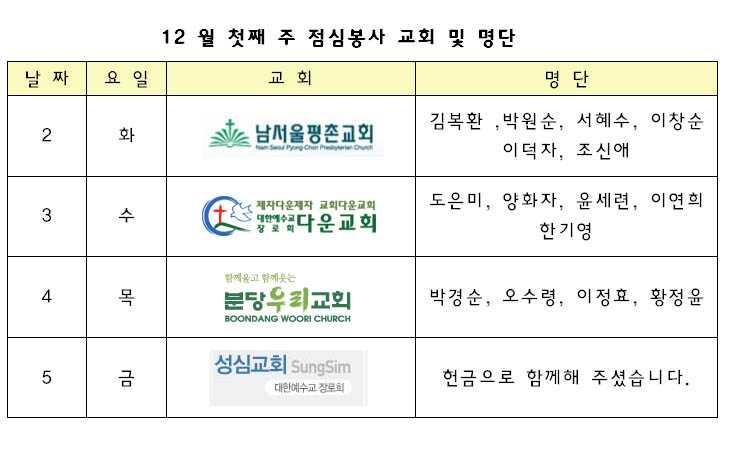 12 월 첫째 주 점심봉사 교회 및 명단
날 짜 요 일 교 회 명 단
2 화 남서울평촌교회 김복환 ,박원순, 서혜수, 이창순
Nam Seoul Pyong-Chon Presbyterian Church 이덕자, 조신애
3 수 제자다운제자 교회다운교회 도은미, 양화자, 윤세련, 이연희
대한예수교 장로회 다운교회 한기영
4 목 함께울고 함께웃는
분당우리교회 박경순, 오수령, 이정효, 황정윤
BOONDANG WOORI CHURCH
5 금 성심교회 SungSim 헌금으로 함께해 주셨습니다.
대한예수교 장로회